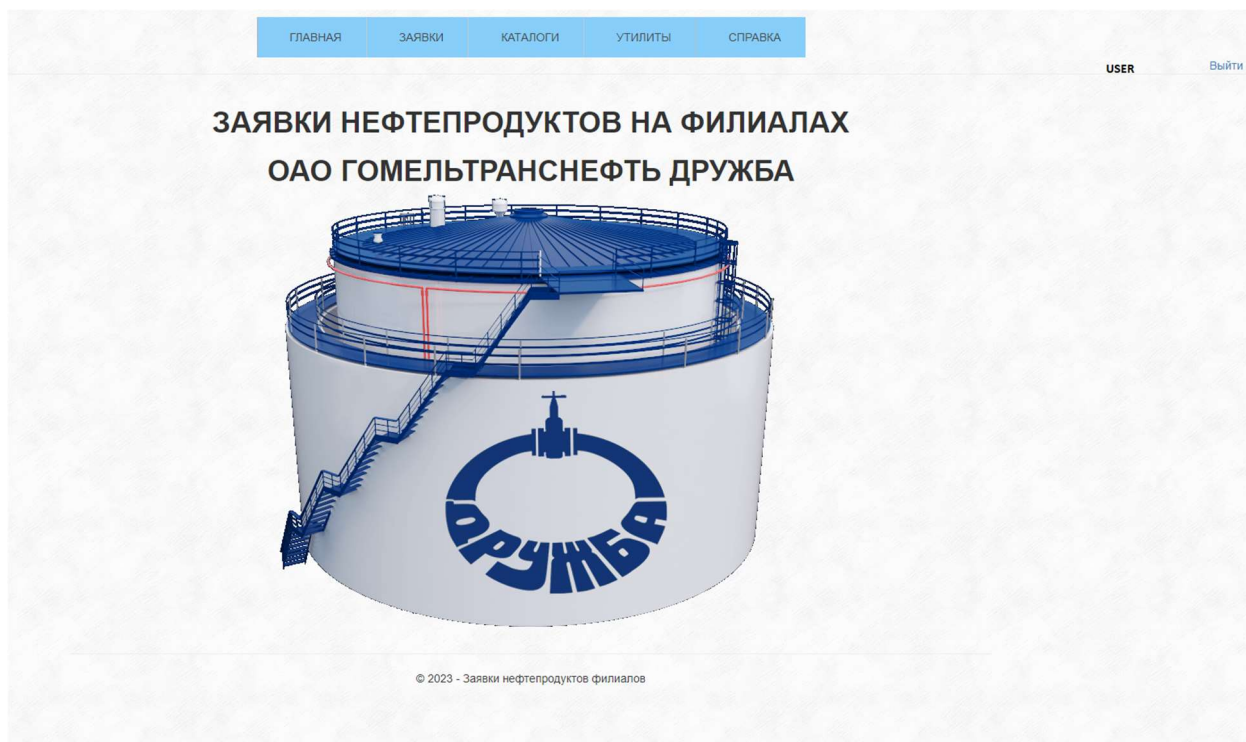 ГЛАВНАЯ ЗАЯВКИ КАТАЛОГИ УТИЛИТЫ СПРАВКА
USER Выйти
ЗАЯВКИ НЕФТЕПРОДУКТОВ НА ФИЛИАЛАХ
ОАО ГОМЕЛЬТРАНСНЕФТЬ ДРУЖБА
ДРУЖБА
© 2023 - Заявки нефтепродуктов филиалов